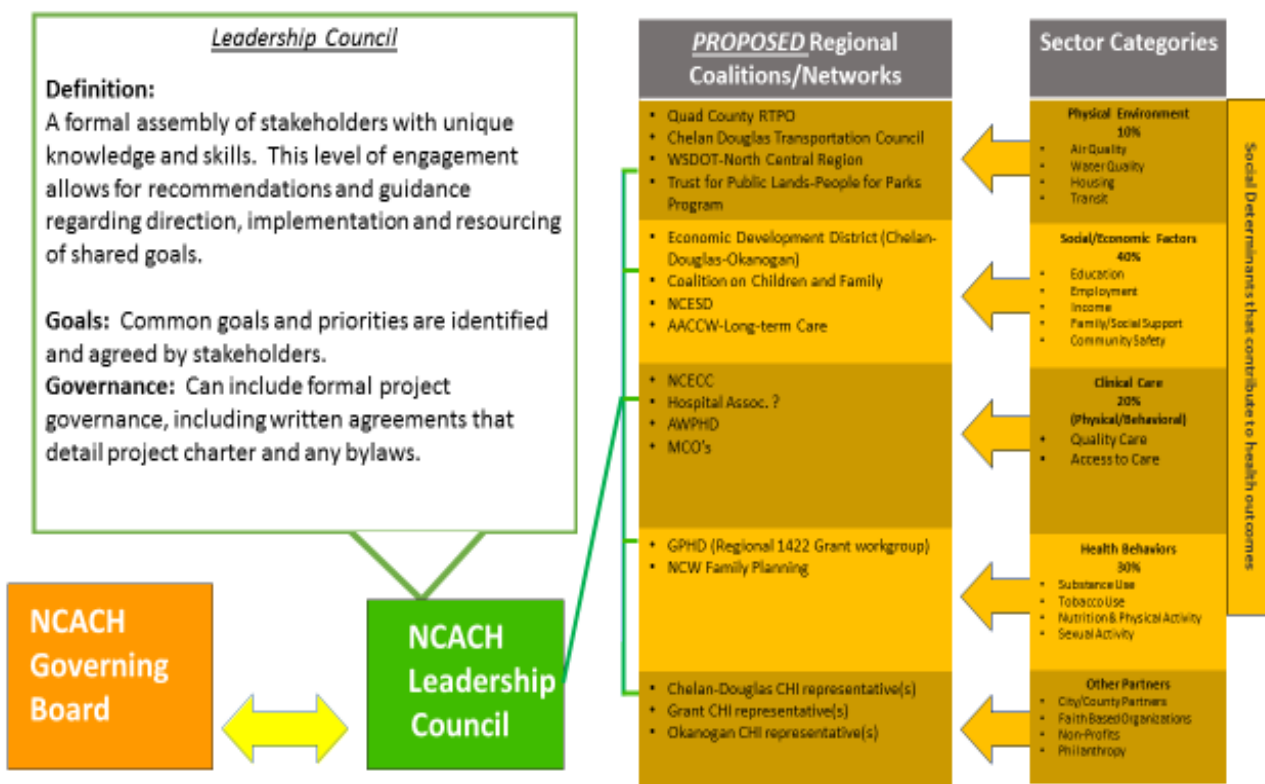 Leadership Council
Definition:
A formal assembly of stakeholders with unique
knowledge and skills. This level of engagement
allows for recommendations and guidance
regarding direction, implementation and resourcing
of shared goals.
Goals: Common goals and priorities are identified
and agreed by stakeholders.
Governance: Can include formal project
governance, including written agreements that
detail project charter and any bylaws.
NCACH
Governing
Board
NCACH
Leadership
Council
PROPOSED Regional
Coalitions/Networks
• Quad County RTPO
• Chelan Douglas Transportation Council
• WSDOT-North Central Region
• Trust for Public Lands-People for Parks
Program
• Economic Development District (Chelan-
Douglas-Okanogan)
• Coalition on Children and Family
• NCESD
• AACCW-Long-term Care
• NCECC
• Hospital Assoc. ?
• AWPHD
• MCO's
• GPHD (Regional 1422 Grant workgroup)
• NCW Family Planning
• Chelan-Douglas CHI representative(s)
• Grant CHI representative(s)
• Okanogan CHI representative(s)
Sector Categories
Physical Environment
10%
• Air Quality
• Water Quality
• Housing
• Transit
Social/Economic Factors
40%
• Education
• Employment
• Income
• Family/Social Support
• Community Safety
Clinical Care
20%
(Physical/Behavioral)
• Quality Care
• Access to Care
Health Behaviors
30%
• Substance Use
• Tobacco Use
• Nutrition & Physical Activity
• Sexual Activity
Other Partners
• City/County Partners
• Faith Based Organizations
• Non-Profits
• Philanthropy
Social Determinants that contribute to health outcomes